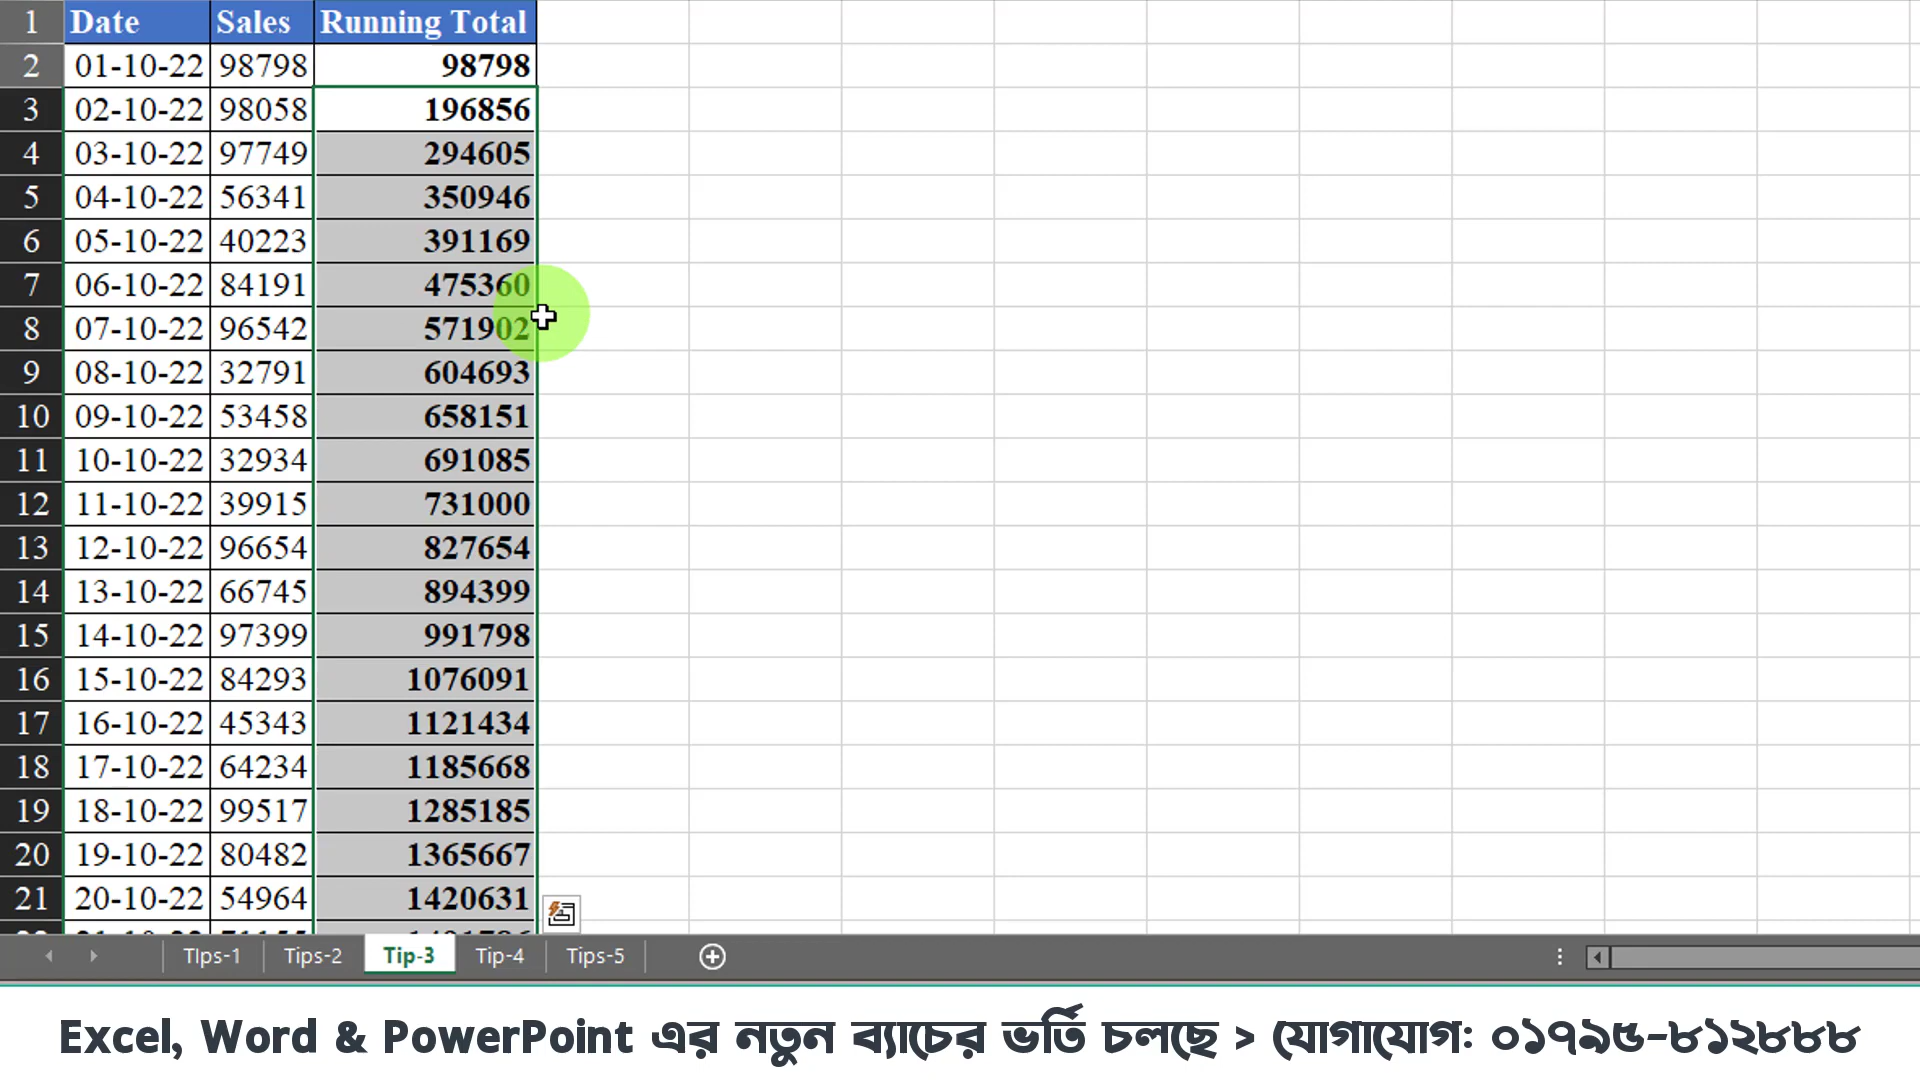 1 Date Sales Running Total
2 01-10-22 98798 98798
3 02-10-22 98058 196856
4 03-10-22 97749 294605
5 04-10-22 56341 350946
6 05-10-22 40223 391169
7 06-10-22 84191 475360
8 07-10-22 96542 571902
9 08-10-22 32791 604693
10 09-10-22 53458 658151
11 10-10-22 32934 691085
12 11-10-22 39915 731000
13 12-10-22 96654 827654
14 13-10-22 66745 894399
15 14-10-22 97399 991798
16 15-10-22 84293 1076091
17 16-10-22 45343 1121434
18 17-10-22 64234 1185668
19 18-10-22 99517 1285185
20 19-10-22 80482 1365667
21 20-10-22 54964 1420631
TIps-1 Tips-2 Tip-3 Tip-4 Tips-5
Excel, Word & PowerPoint এর নতুন ব্যাচের ভর্তি চলছে > যোগাযোগঃ ০১৭৯৫-৮১২৮৮৮